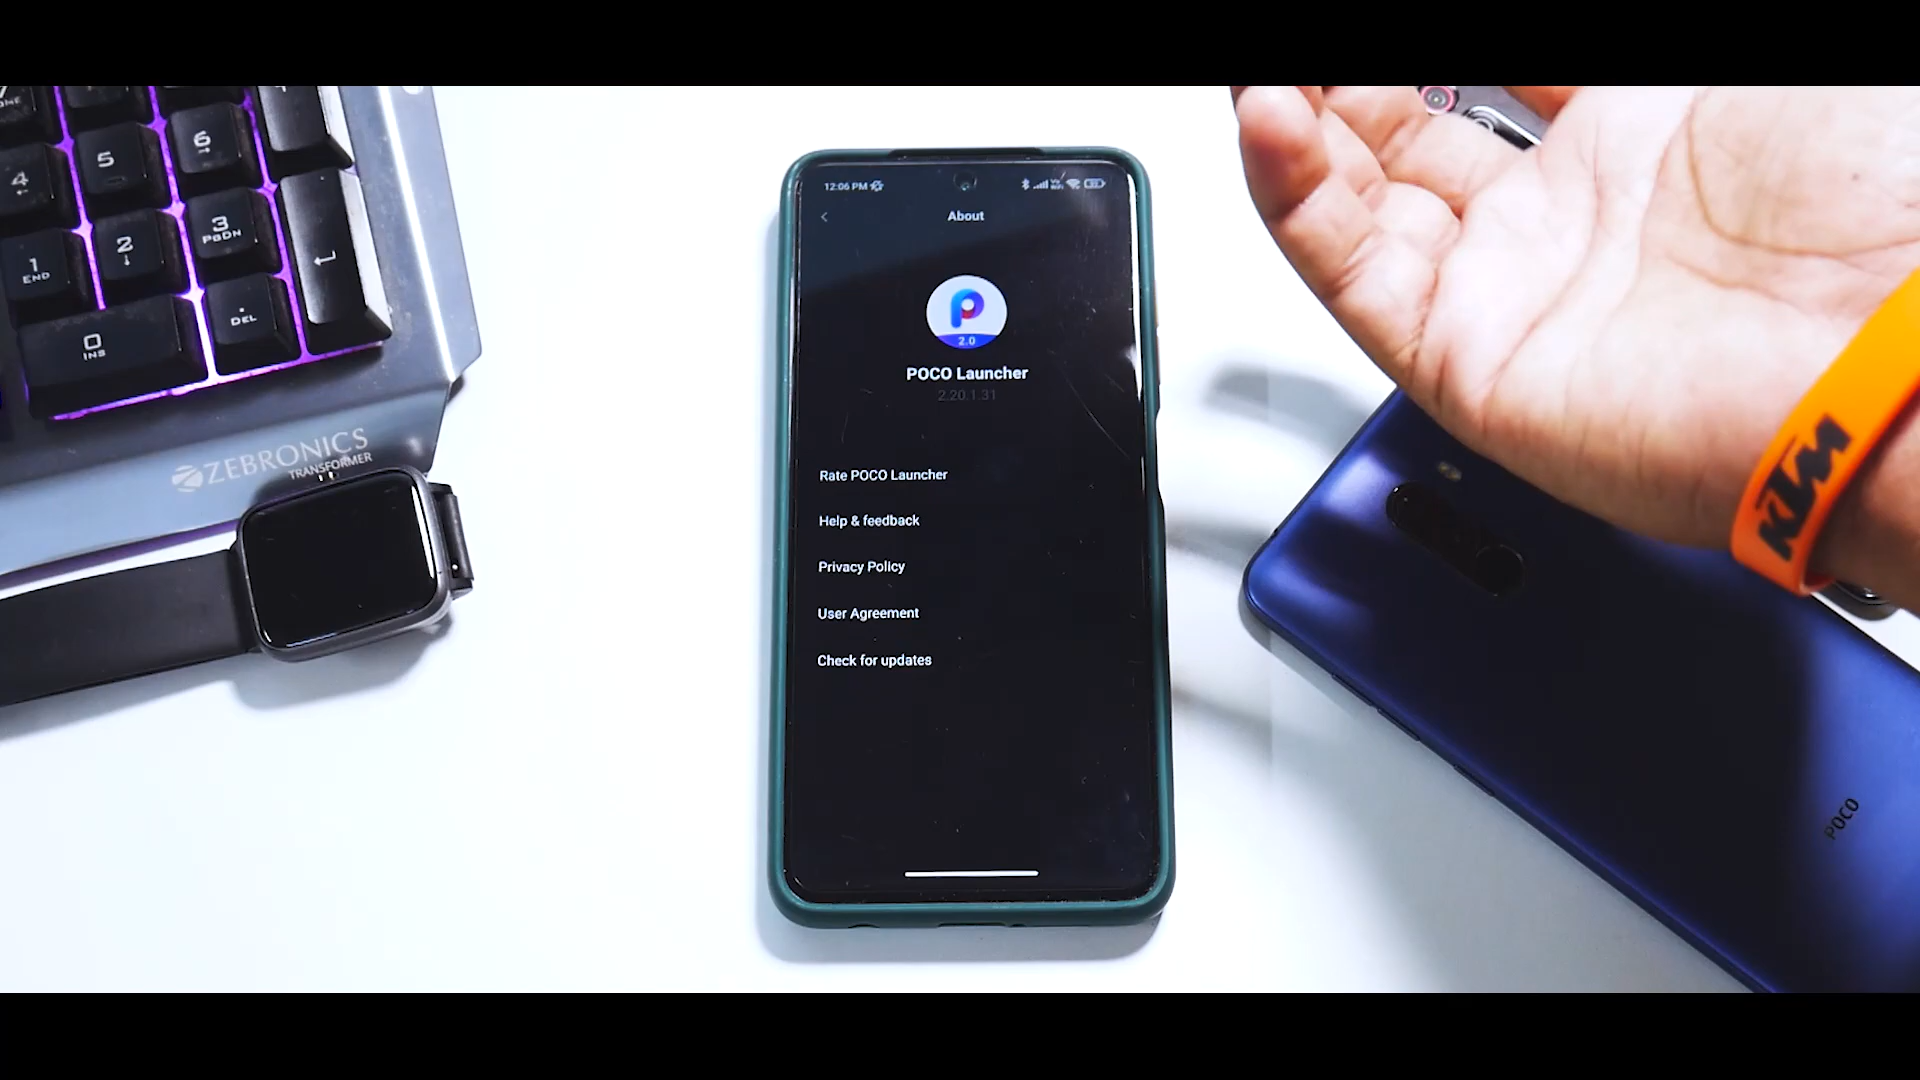 4
5
6
1
END
2
3
PGDN
0
INS
.
DEL
ZEBRONICS
TRANSFORMER
12:06 PM
About
2.0
POCO Launcher
2.20.1.31
Rate POCO Launcher
Help & feedback
Privacy Policy
User Agreement
Check for updates
KTM
POCO